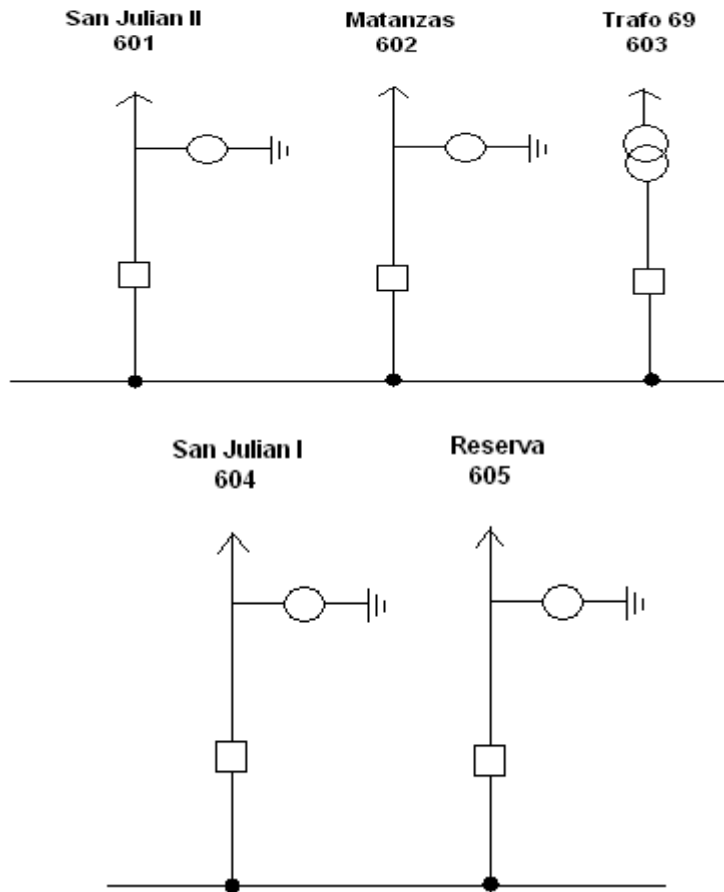 San Julian II
601
Matanzas
602
Trafo 69
603
San Julian I
604
Reserva
605